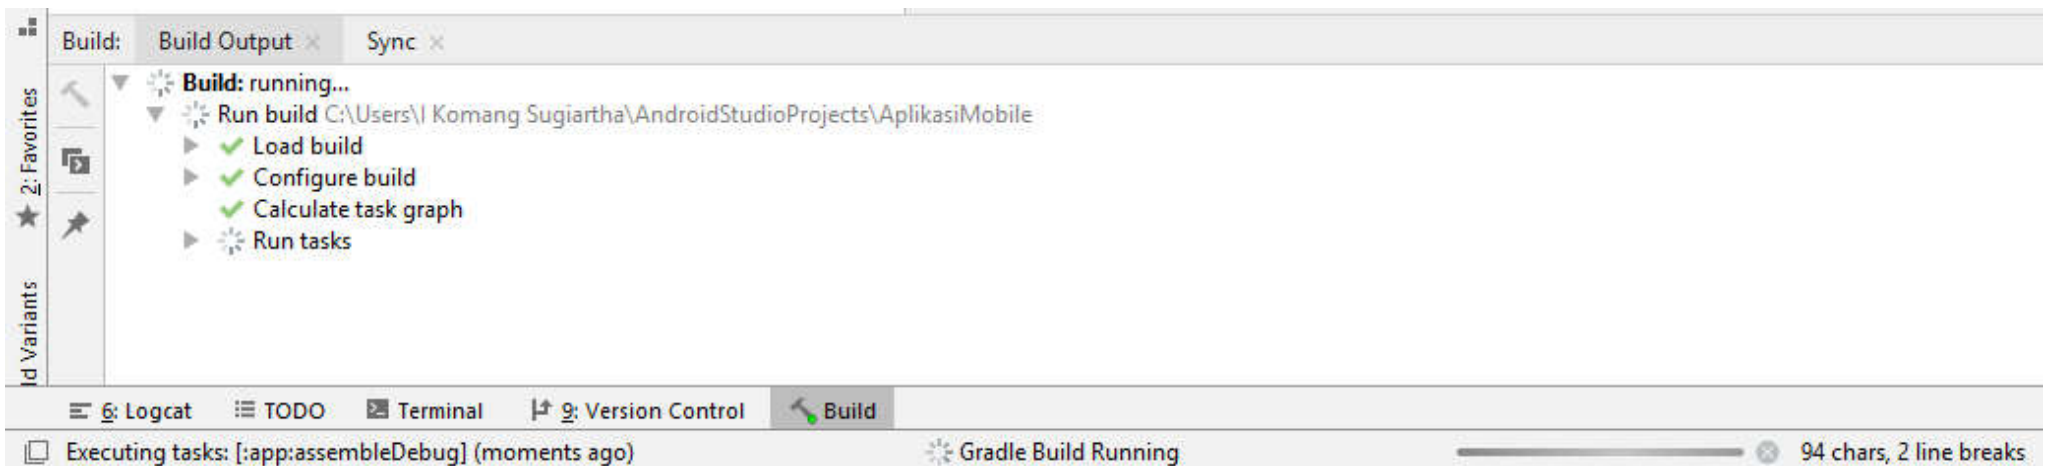 Build: Build Output Sync
Build: running...
Run build C:\Users\I Komang Sugiartha\AndroidStudioProjects\AplikasiMobile
Load build
Configure build
Calculate task graph
Run tasks
2: Favorites
ld Variants
6: Logcat TODO Terminal 9: Version Control Build
Executing tasks: [:app:assembleDebug] (moments ago) Gradle Build Running 94 chars, 2 line breaks